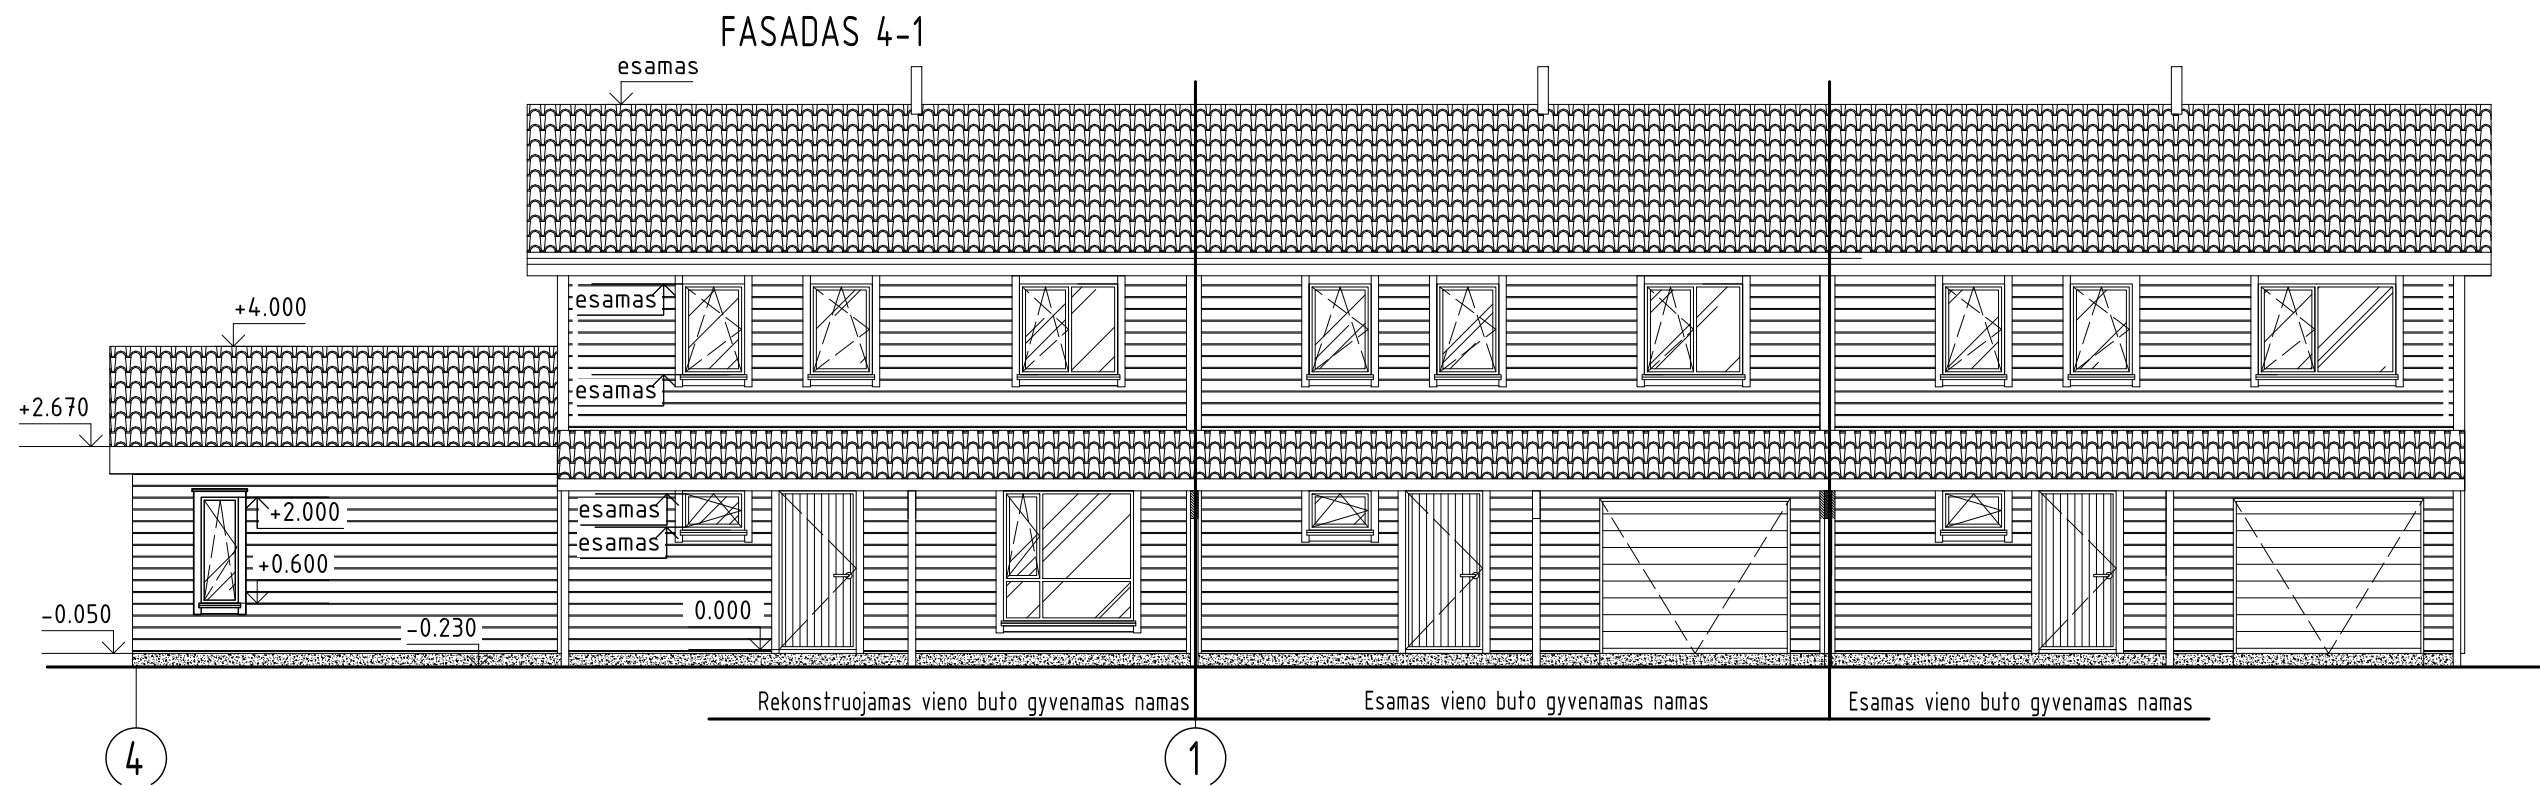 FASADAS 4-1
esamas
esamas
+4.000
esamas
+2.670
+2.000
esamas
esamas
+0.600
-0.050
0.000
-0.230
Rekonstruojamas vieno buto gyvenamas namas
Esamas vieno buto gyvenamas namas
Esamas vieno buto gyvenamas namas
4
1